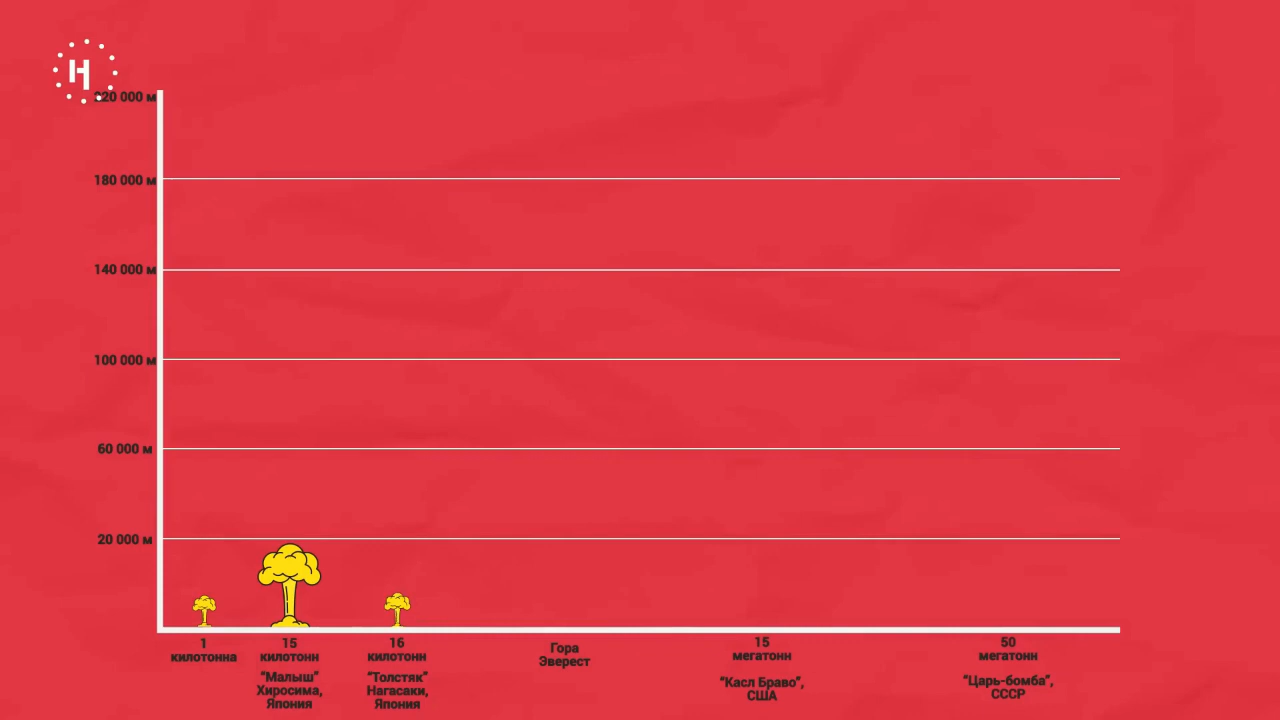 H
220 000 м
180 000 м
140 000 м
100 000 м
60 000 м
20 000 м
1
килотонна
15
килотонн
“Малыш”
Хиросима,
Япония
16
килотонн
“Толстяк”
Нагасаки,
Япония
Гора
Эверест
15
мегатонн
“Касл Браво”,
США
50
мегатонн
“Царь-бомба”,
СССР